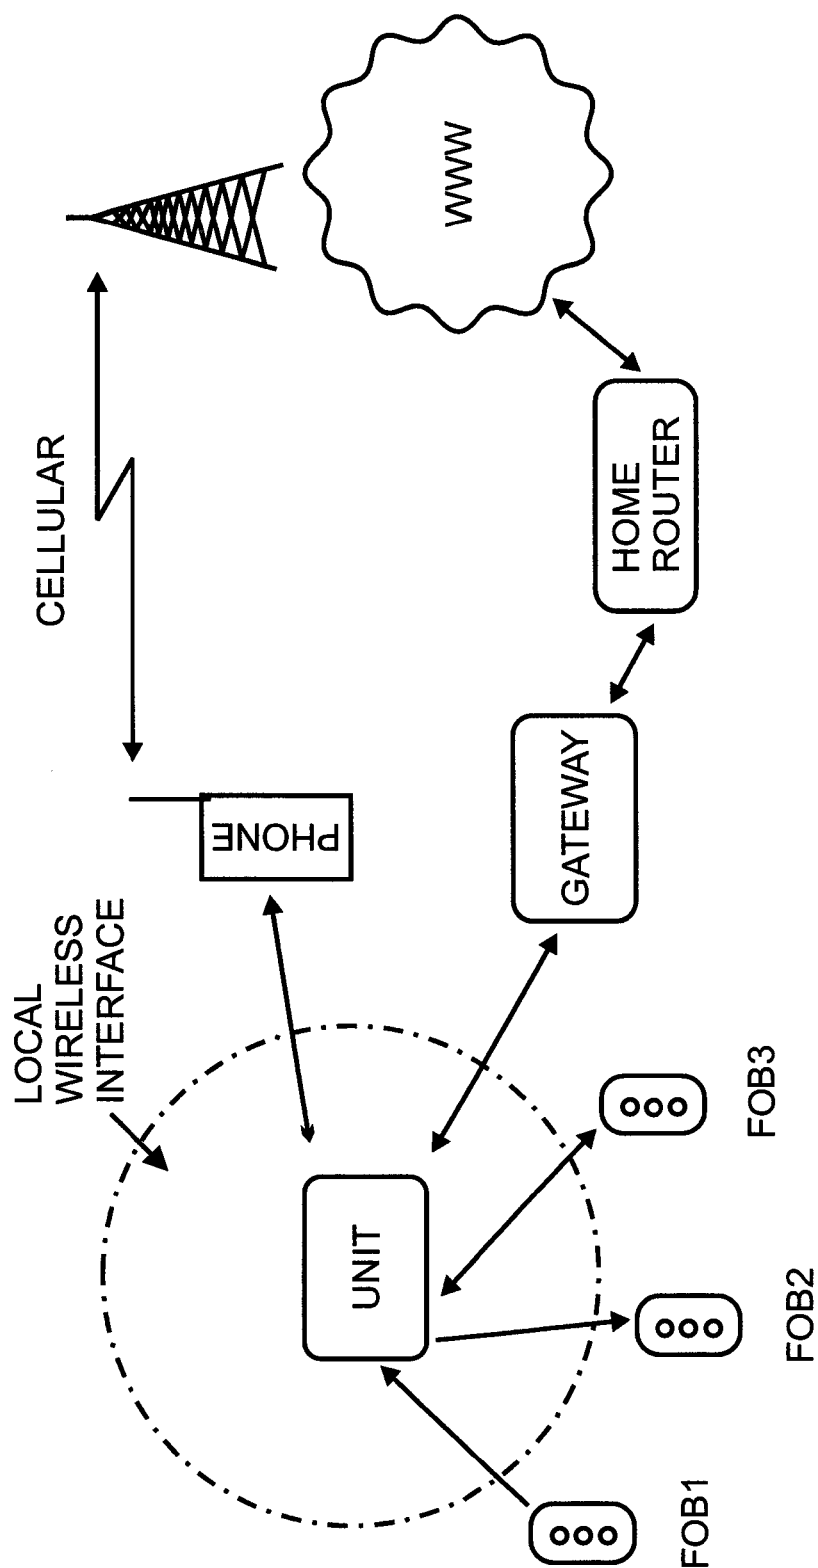 LOCAL
WIRELESS
INTERFACE
CELLULAR
PHONE
WWW
UNIT
GATEWAY
HOME
ROUTER
FOB1
FOB2
FOB3